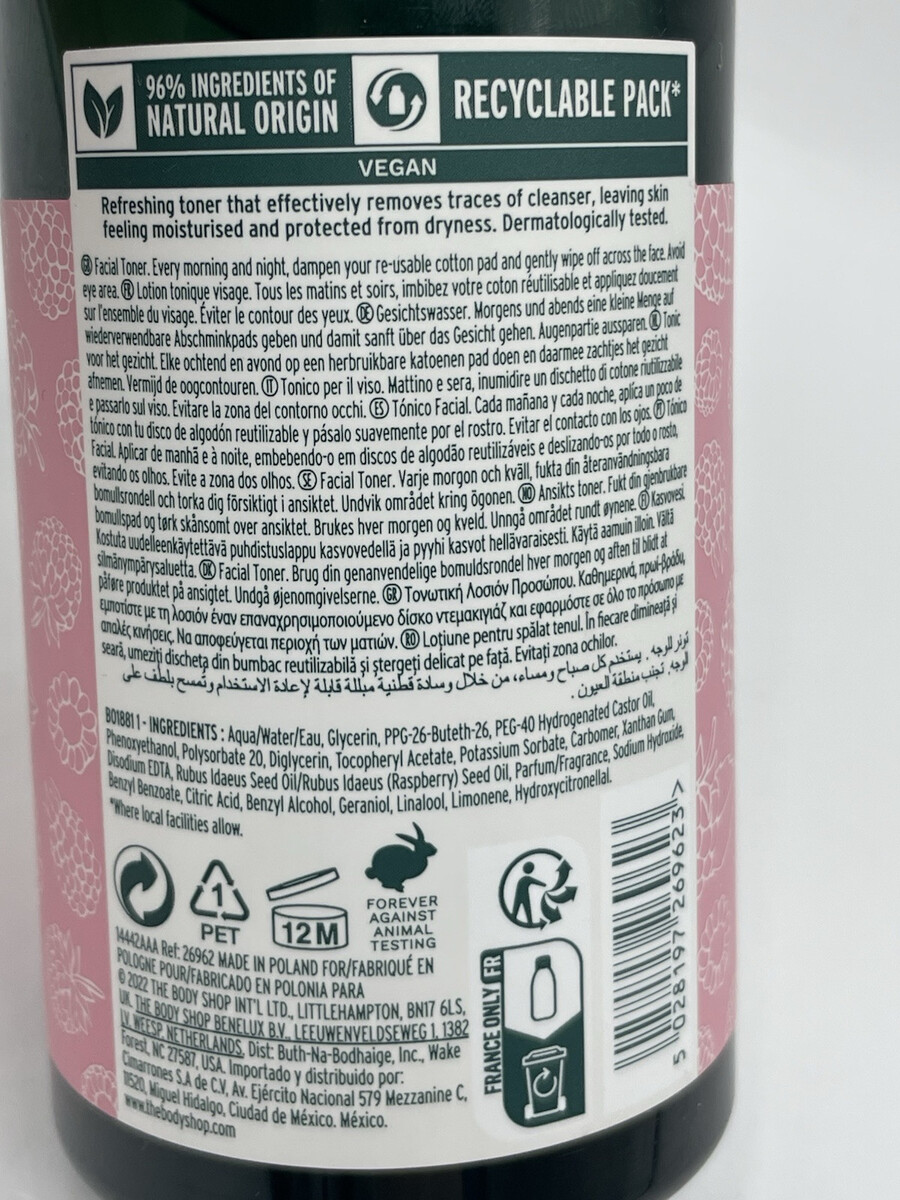 96% INGREDIENTS OF
NATURAL ORIGIN
RECYCLABLE PACK*
VEGAN
Refreshing toner that effectively removes traces of cleanser, leaving skin
feeling moisturised and protected from dryness. Dermatologically tested.
GB Facial Toner. Every morning and night, dampen your re-usable cotton pad and gently wipe off across the face. Avoid
eye area. FR Lotion tonique visage. Tous les matins et soirs, imbibez votre coton réutilisable et appliquez doucement
sur l'ensemble du visage. Éviter le contour des yeux. DE Gesichtswasser. Morgens und abends eine kleine Menge auf
wiederverwendbare Abschminkpads geben und damit sanft über das Gesicht gehen. Augenpartie aussparen. NL Tonic
voor het gezicht. Elke ochtend en avond op een herbruikbare katoenen pad doen en daarmee zachtjes het gezicht
afnemen. Vermijd de oogcontouren. IT Tonico per il viso. Mattino e sera, inumidire un dischetto di cotone riutilizzabile
e passarlo sul viso. Evitare la zona del contorno occhi. ES Tónico Facial. Cada mañana y cada noche, aplica un poco de
tónico con tu disco de algodón reutilizable y pásalo suavemente por el rostro. Evitar el contacto con los ojos. PT Tónico
Facial. Aplicar de manhã e à noite, embebendo-o em discos de algodão reutilizáveis e deslizando-os por todo o rosto,
evitando os olhos. Evite a zona dos olhos. SE Facial Toner. Varje morgon och kväll, fukta din återanvändningsbara
bomullsrondell och torka dig försiktigt i ansiktet. Undvik området kring ögonen. NO Ansikts toner. Fukt din gjenbrukbare
bomullspad og tørk skånsomt over ansiktet. Brukes hver morgen og kveld. Unngå området rundt øynene. FI Kasvovesi.
Kostuta uudelleenkäytettävä puhdistuslappu kasvovedellä ja pyyhi kasvot hellävaraisesti. Käytä aamuin illoin. Vältä
silmänympärysaluetta. DK Facial Toner. Brug din genanvendelige bomuldsrondel hver morgen og aften til blidt at
påføre produktet på ansigtet. Undgå øjenomgivelserne. GR Τονωτική Λοσιόν Προσώπου. Καθημερινά, πρωί-βράδυ,
εμποτίστε με τη λοσιόν έναν επαναχρησιμοποιούμενο δίσκο ντεμακιγιάζ και εφαρμόστε σε όλο το πρόσωπο με
απαλές κινήσεις. Να αποφεύγεται περιοχή των ματιών. RO Loțiune pentru spălat tenul. În fiecare dimineață și
seară, umeziți discheta din bumbac reutilizabilă și ștergeți delicat pe față. Evitați zona ochilor.
تونر للوجه. يستخدم كل صباح ومساء، من خلال وسادة قطنية مبللة قابلة لإعادة الاستخدام وتمسح بلطف على
الوجه. تجنب منطقة العيون.
B018811 - INGREDIENTS : Aqua/Water/Eau, Glycerin, PPG-26-Buteth-26, PEG-40 Hydrogenated Castor Oil,
Phenoxyethanol, Polysorbate 20, Diglycerin, Tocopheryl Acetate, Potassium Sorbate, Carbomer, Xanthan Gum,
Disodium EDTA, Rubus Idaeus Seed Oil/Rubus Idaeus (Raspberry) Seed Oil, Parfum/Fragrance, Sodium Hydroxide,
Benzyl Benzoate, Citric Acid, Benzyl Alcohol, Geraniol, Linalool, Limonene, Hydroxycitronellal.
*Where local facilities allow.
1
PET
12M
FOREVER
AGAINST
ANIMAL
TESTING
14442AAA Ref: 26962 MADE IN POLAND FOR/FABRIQUÉ EN
POLOGNE POUR/FABRICADO EN POLONIA PARA
© 2022 THE BODY SHOP INT'L LTD., LITTLEHAMPTON, BN17 6LS,
UK. THE BODY SHOP BENELUX B.V., LEEUWENVELDSEWEG 1, 1382
LV, WEESP, NETHERLANDS. Dist: Buth-Na-Bodhaige, Inc., Wake
Forest, NC 27587, USA. Importado y distribuido por:
Cimarrones S.A de C.V, Av. Ejército Nacional 579 Mezzanine C,
11520, Miguel Hidalgo, Ciudad de México. México.
www.thebodyshop.com
FRANCE ONLY FR
5 028197 269623 >